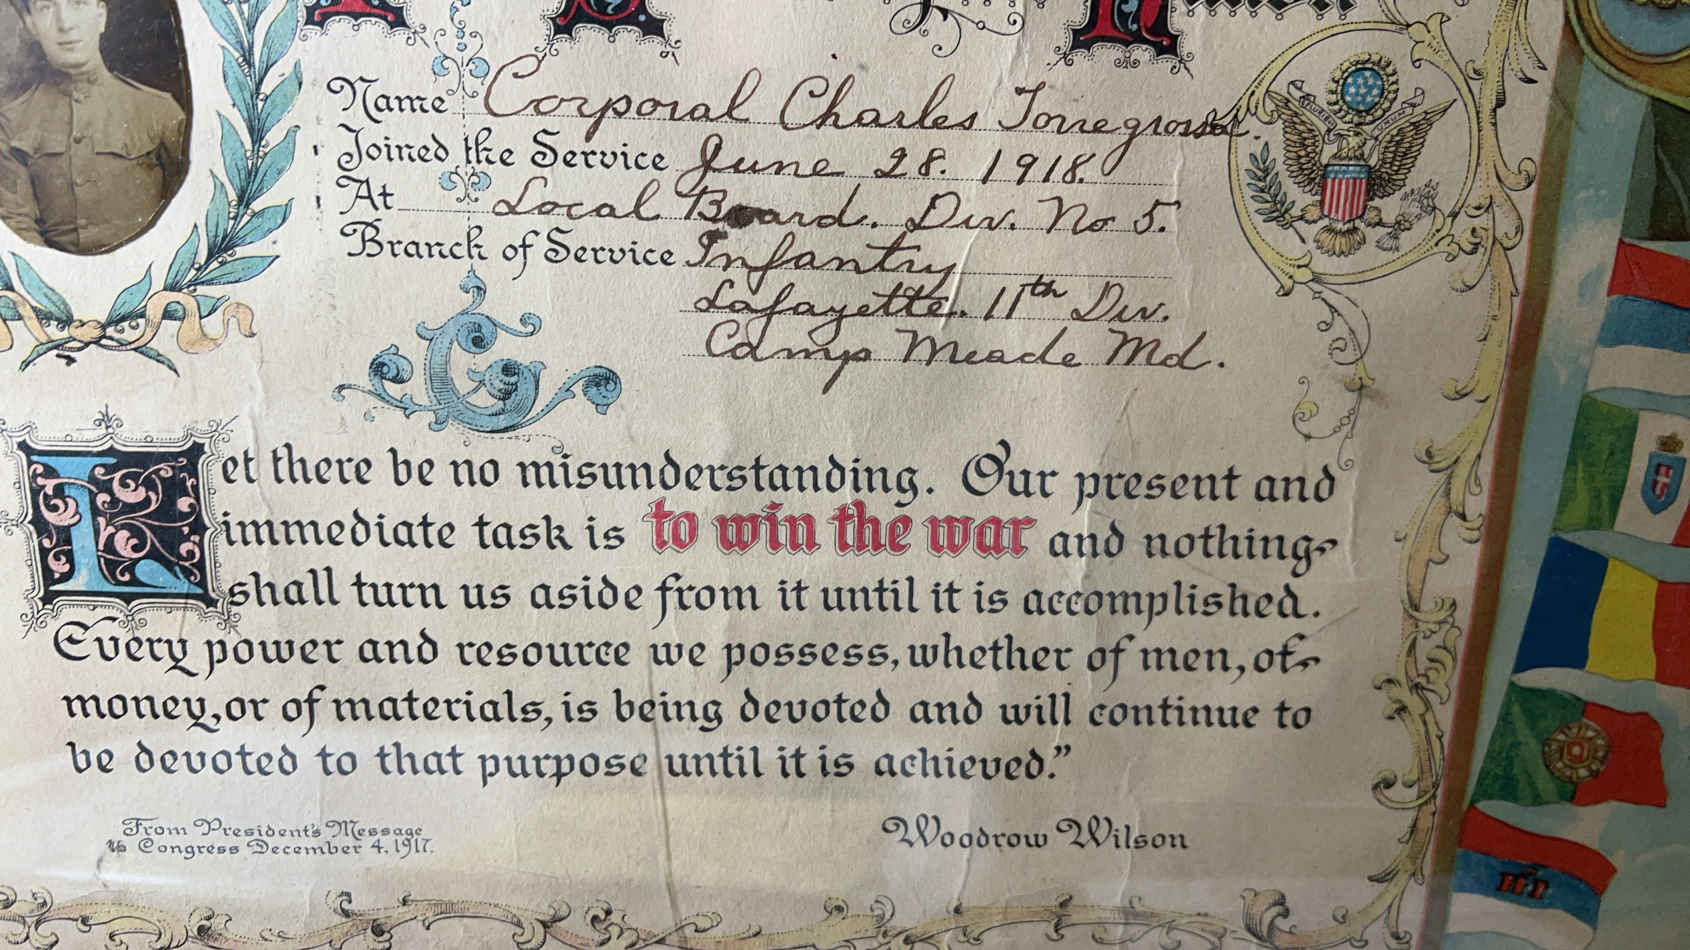 Name Corporal Charles Torregrossa.
Joined the Service June 28. 1918.
At Local Board. Div. No 5.
Branch of Service Infantry
Lafayette. 11th Div.
Camp Meade Md.
Let there be no misunderstanding. Our present and
immediate task is to win the war and nothing
shall turn us aside from it until it is accomplished.
Every power and resource we possess, whether of men, of
money, or of materials, is being devoted and will continue to
be devoted to that purpose until it is achieved."
From President's Message
to Congress December 4. 1917.
Woodrow Wilson